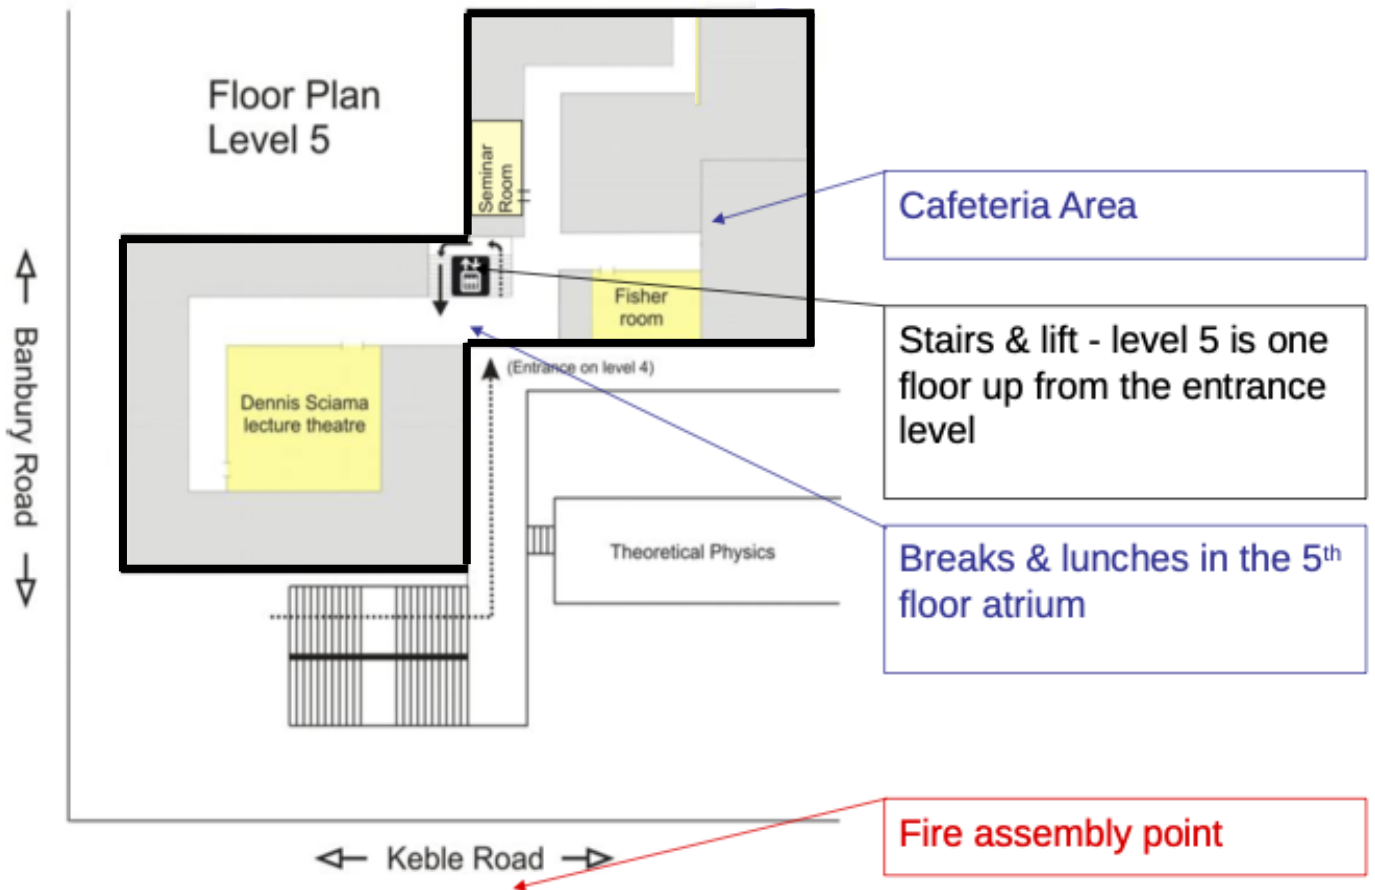 Floor Plan
Level 5
Seminar
Room
Cafeteria Area
Fisher
room
Stairs & lift - level 5 is one
floor up from the entrance
level
(Entrance on level 4)
Dennis Sciama
lecture theatre
Banbury Road
Theoretical Physics
Breaks & lunches in the 5th
floor atrium
Fire assembly point
Keble Road